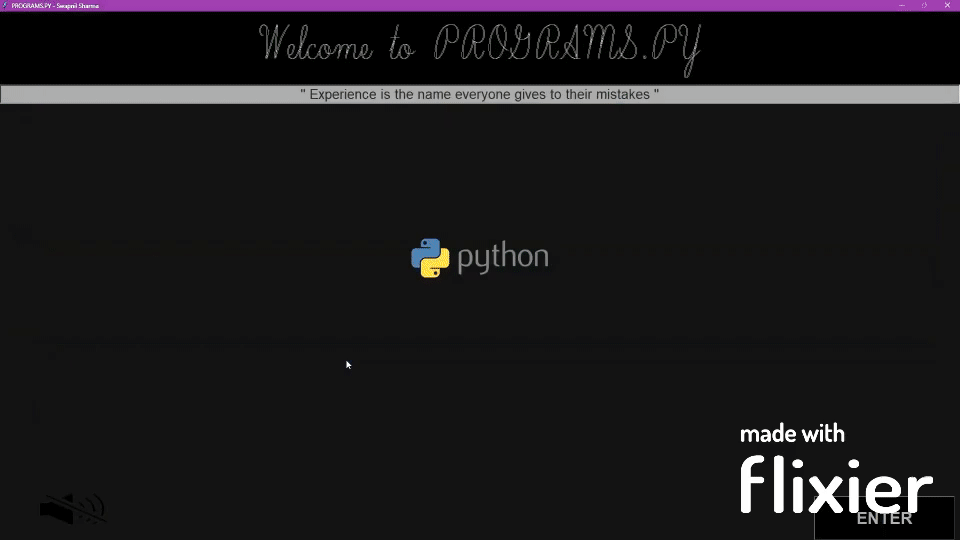 PROGRAMS.PY - Swapnil Sharma
Welcome to PROGRAMS.PY
" Experience is the name everyone gives to their mistakes "
python
made with
flixier
ENTER